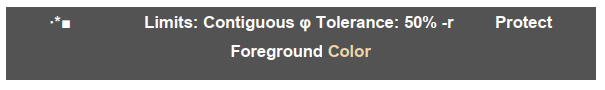 ·*■ Limits: Contiguous φ Tolerance: 50% -r Protect
Foreground Color